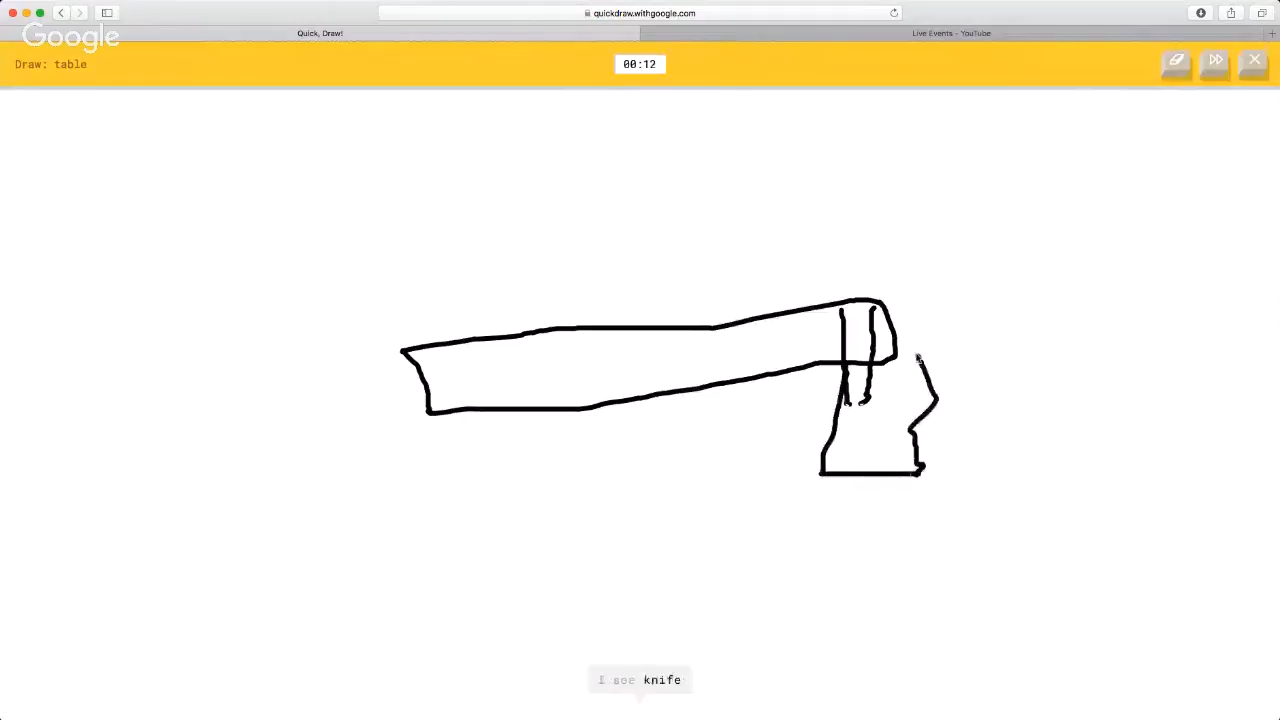 quickdraw.withgoogle.com
Quick, Draw!
Live Events - YouTube
Google
Draw: table
00:12
I see knife